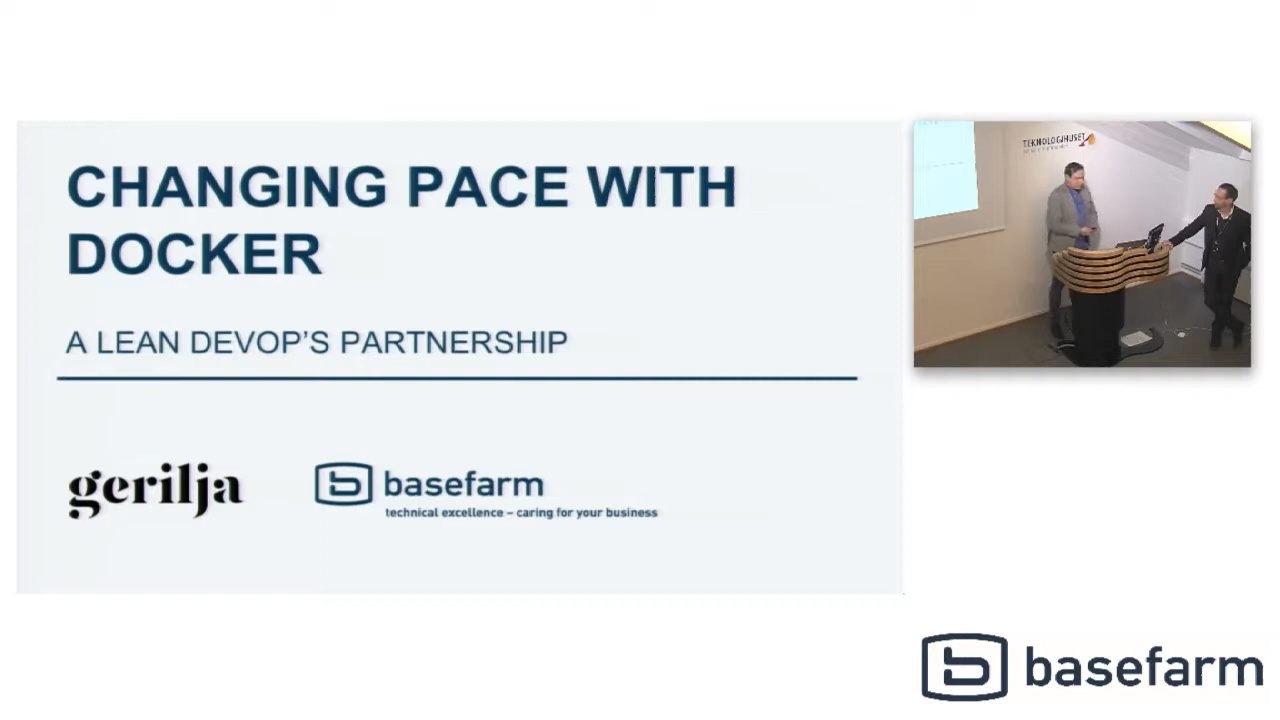 CHANGING PACE WITH
DOCKER
A LEAN DEVOP'S PARTNERSHIP
gerilja
basefarm
technical excellence – caring for your business
TEKNOLOGIHUSET
basefarm